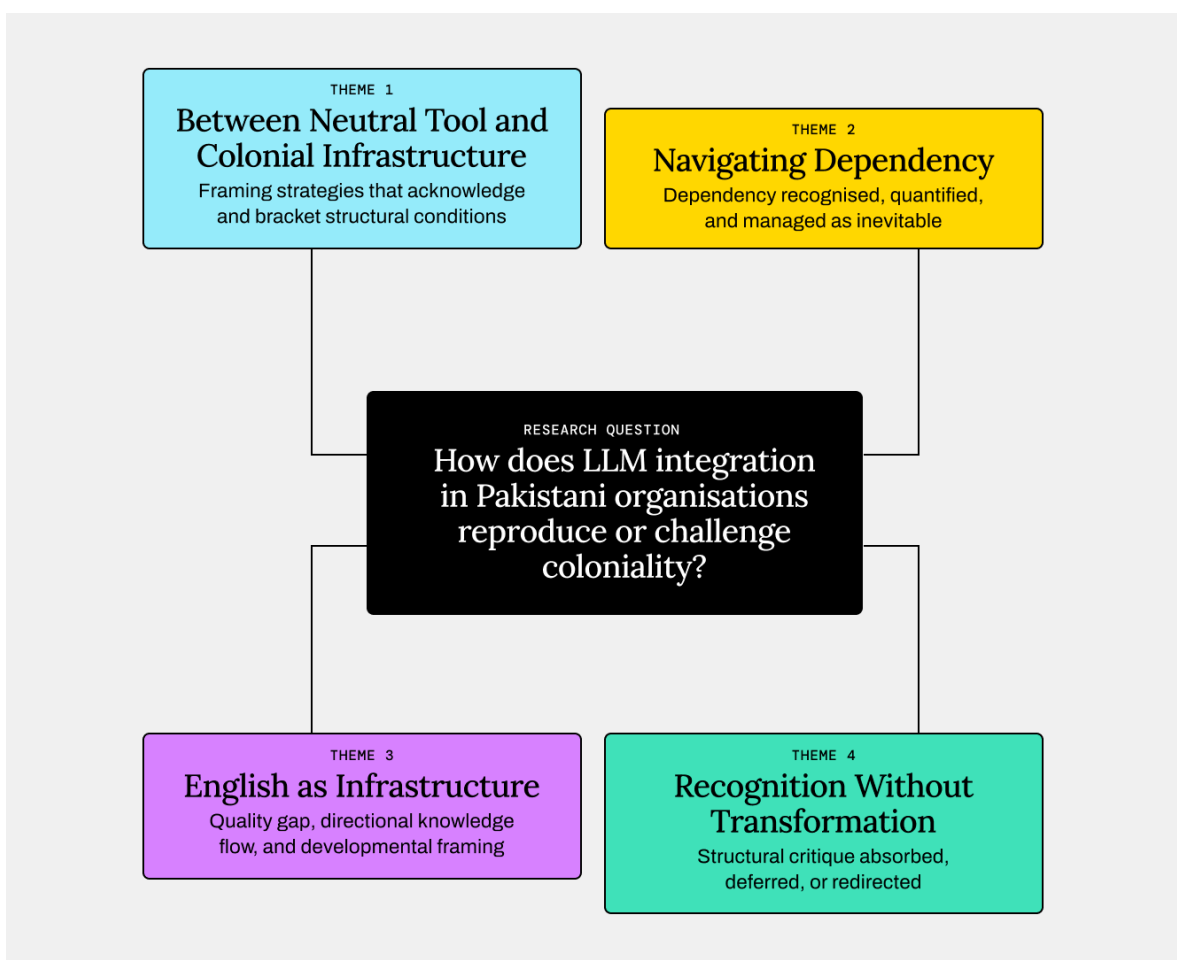 THEME 1
Between Neutral Tool and
Colonial Infrastructure
Framing strategies that acknowledge
and bracket structural conditions
THEME 2
Navigating Dependency
Dependency recognised, quantified,
and managed as inevitable
RESEARCH QUESTION
How does LLM integration
in Pakistani organisations
reproduce or challenge
coloniality?
THEME 3
English as Infrastructure
Quality gap, directional knowledge
flow, and developmental framing
THEME 4
Recognition Without
Transformation
Structural critique absorbed,
deferred, or redirected